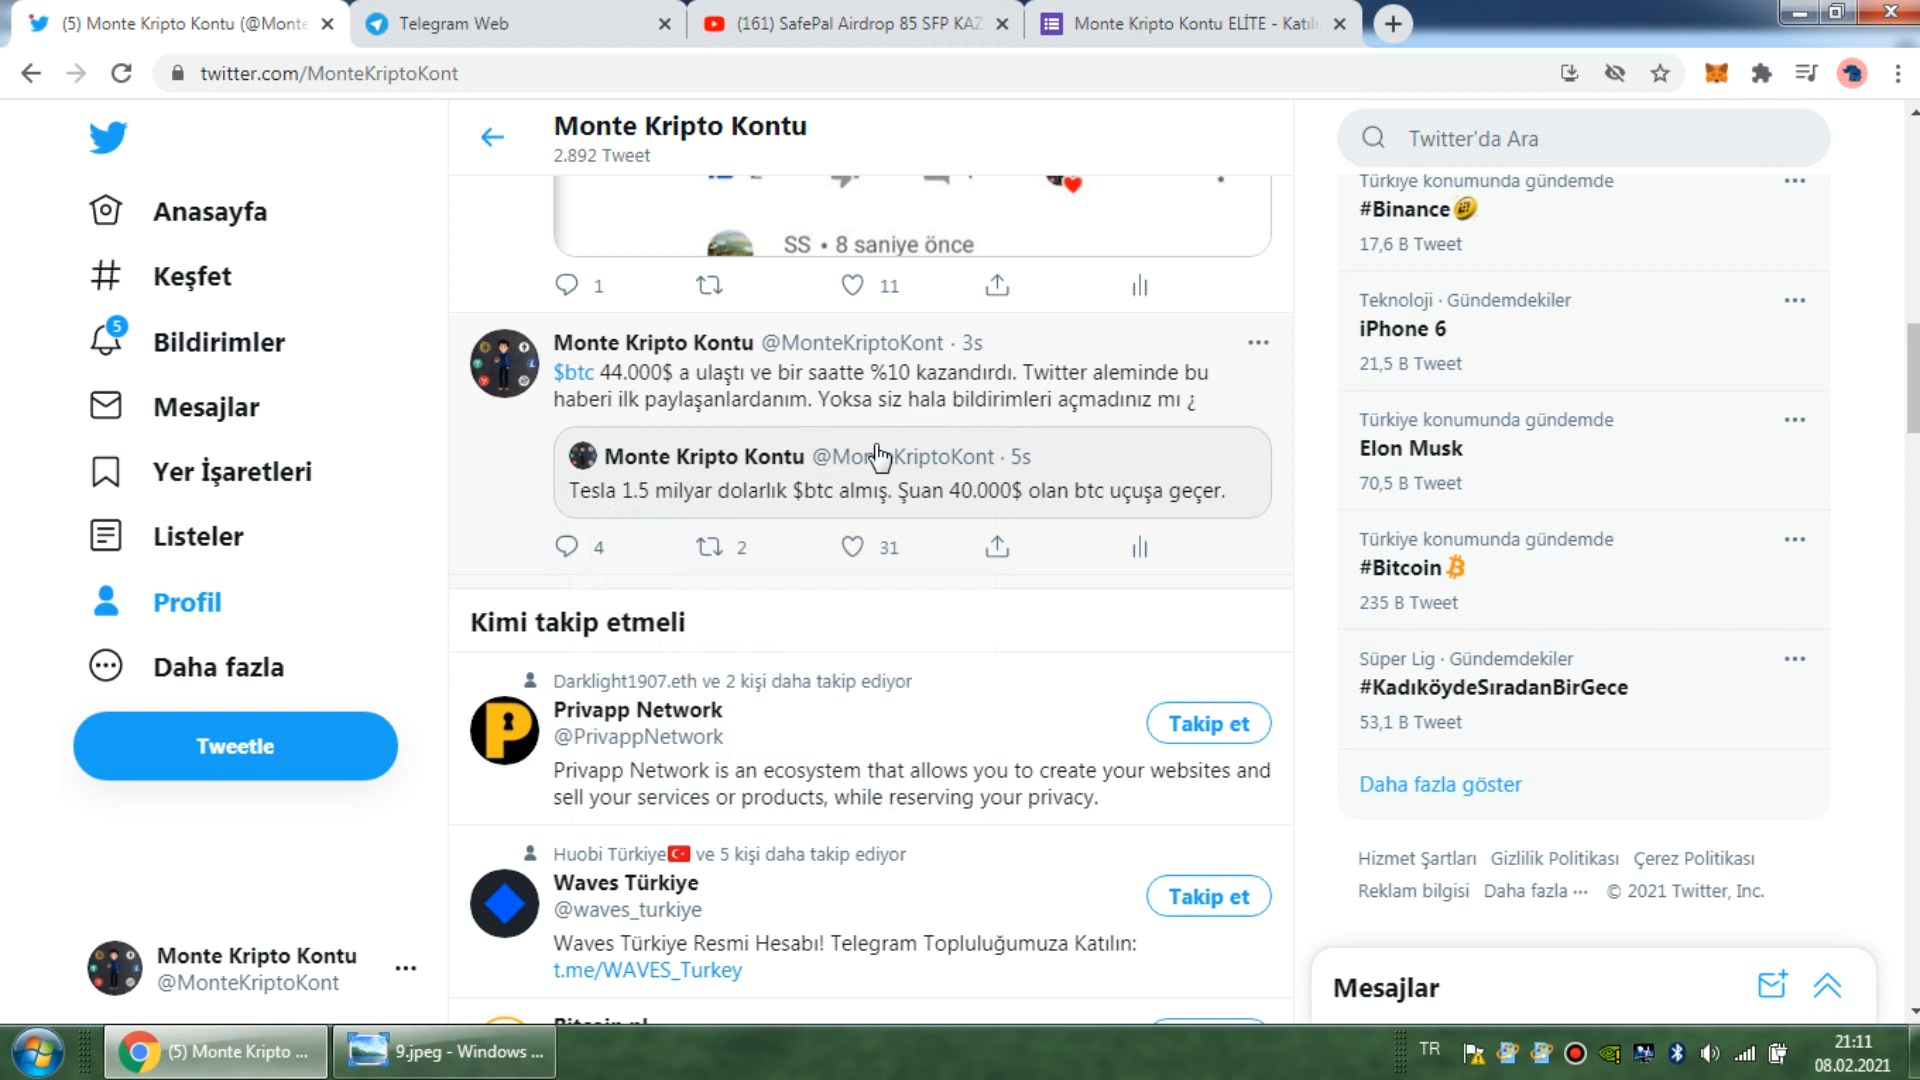 (5) Monte Kripto Kontu (@Monte
Telegram Web
(161) SafePal Airdrop 85 SFP KAZ
Monte Kripto Kontu ELİTE - Katılı
twitter.com/MonteKriptoKont
Anasayfa
Keşfet
5
Bildirimler
Mesajlar
Yer İşaretleri
Listeler
Profil
Daha fazla
Tweetle
Monte Kripto Kontu
@MonteKriptoKont
Monte Kripto Kontu
2.892 Tweet
SS • 8 saniye önce
1
11
Monte Kripto Kontu @MonteKriptoKont · 3s
$btc 44.000$ a ulaştı ve bir saatte %10 kazandırdı. Twitter aleminde bu
haberi ilk paylaşanlardanım. Yoksa siz hala bildirimleri açmadınız mı ¿
Monte Kripto Kontu @MonteKriptoKont · 5s
Tesla 1.5 milyar dolarlık $btc almış. Şuan 40.000$ olan btc uçuşa geçer.
4
2
31
Kimi takip etmeli
Darklight1907.eth ve 2 kişi daha takip ediyor
Privapp Network
@PrivappNetwork
Takip et
Privapp Network is an ecosystem that allows you to create your websites and
sell your services or products, while reserving your privacy.
Huobi Türkiye ve 5 kişi daha takip ediyor
Waves Türkiye
@waves_turkiye
Takip et
Waves Türkiye Resmi Hesabı! Telegram Topluluğumuza Katılın:
t.me/WAVES_Turkey
Twitter'da Ara
Türkiye konumunda gündemde
#Binance
17,6 B Tweet
Teknoloji · Gündemdekiler
iPhone 6
21,5 B Tweet
Türkiye konumunda gündemde
Elon Musk
70,5 B Tweet
Türkiye konumunda gündemde
#Bitcoin
235 B Tweet
Süper Lig · Gündemdekiler
#KadıköydeSıradanBirGece
53,1 B Tweet
Daha fazla göster
Hizmet Şartları Gizlilik Politikası Çerez Politikası
Reklam bilgisi Daha fazla ··· © 2021 Twitter, Inc.
Mesajlar
(5) Monte Kripto ...
9.jpeg - Windows ...
TR
21:11
08.02.2021